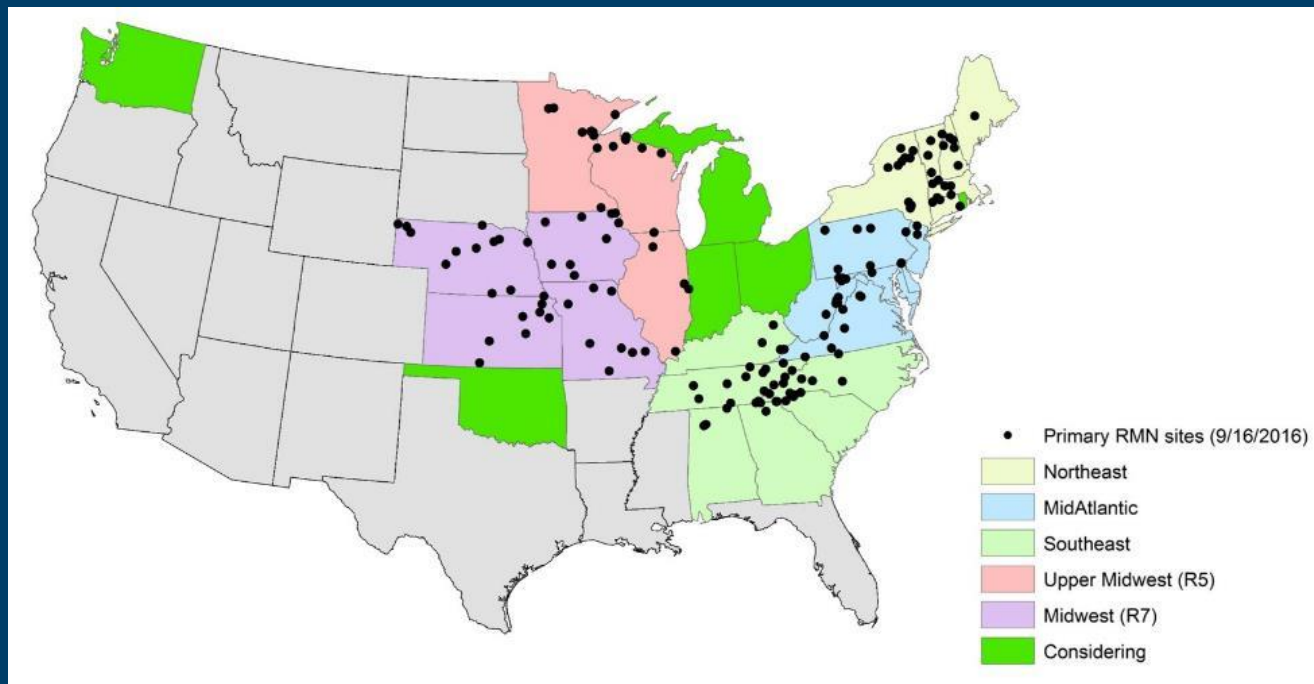 Primary RMN sites (9/16/2016)
Northeast
MidAtlantic
Southeast
Upper Midwest (R5)
Midwest (R7)
Considering